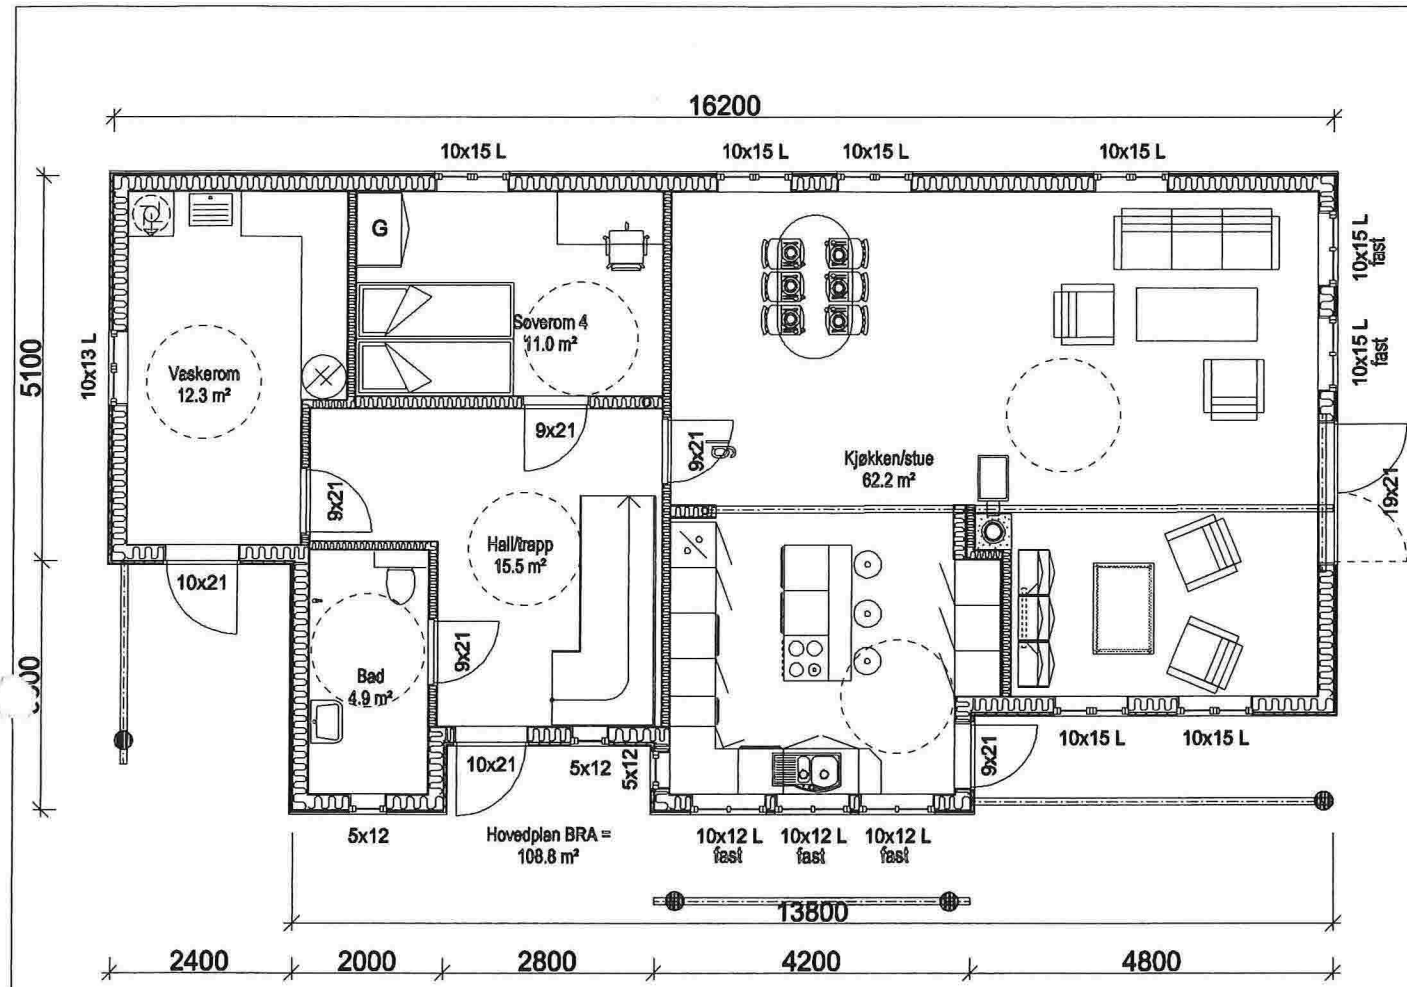 16200
10x15 L
10x15 L
10x15 L
10x15 L
G
10x15 L
fast
10x15 L
fast
5100
10x13 L
Vaskerom
12.3 m²
Soverom 4
11.0 m²
9x21
9x21
9x21
Kjøkken/stue
62.2 m²
19x21
Hall/trapp
15.5 m²
10x21
9x21
Bad
4.9 m²
10x21
5x12
5x12
9x21
10x15 L
10x15 L
5x12
Hovedplan BRA =
108.8 m²
10x12 L
fast
10x12 L
fast
10x12 L
fast
13800
2400
2000
2800
4200
4800